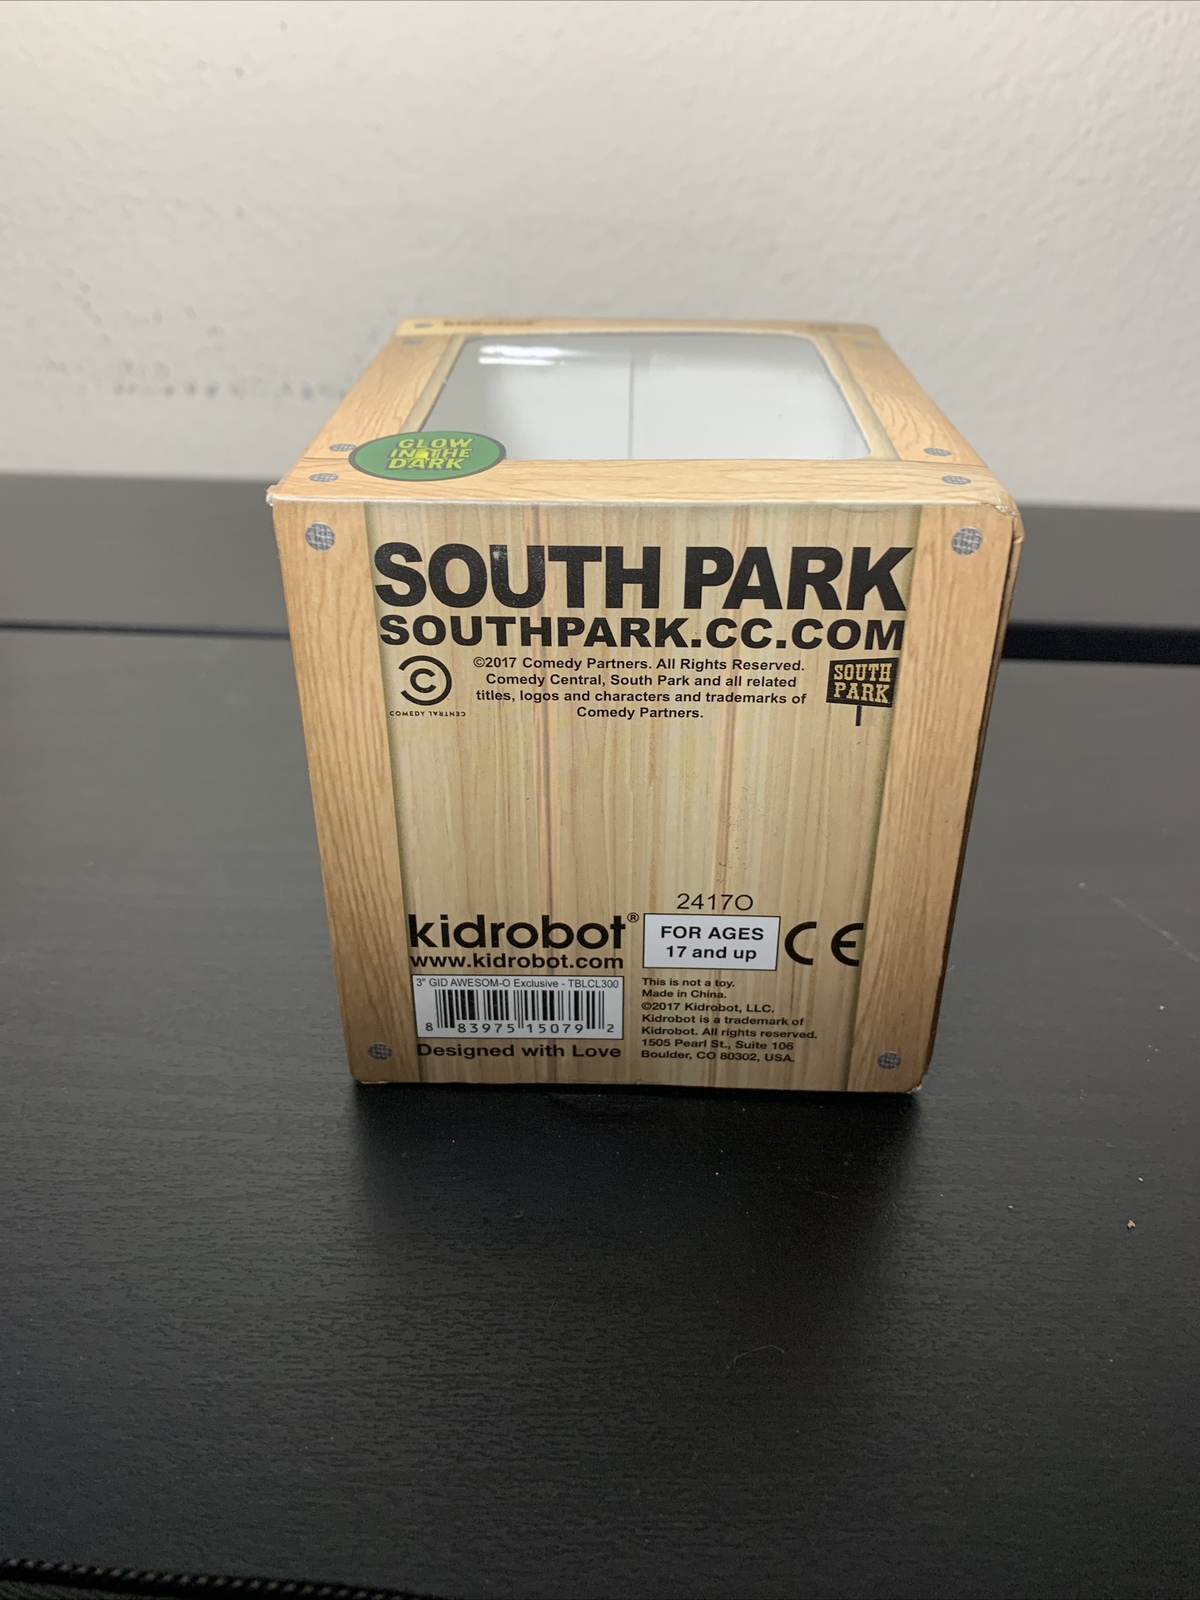 GLOW
IN THE
DARK
SOUTH PARK
SOUTHPARK.CC.COM
©2017 Comedy Partners. All Rights Reserved.
Comedy Central, South Park and all related
titles, logos and characters and trademarks of
Comedy Partners.
COMEDY CENTRAL
SOUTH
PARK
2417O
kidrobot®
www.kidrobot.com
FOR AGES
17 and up
CE
3" GID AWESOM-O Exclusive - TBLCL300
8 83975 15079 2
Designed with Love
This is not a toy.
Made in China.
©2017 Kidrobot, LLC.
Kidrobot is a trademark of
Kidrobot. All rights reserved.
1505 Pearl St., Suite 106
Boulder, CO 80302, USA.